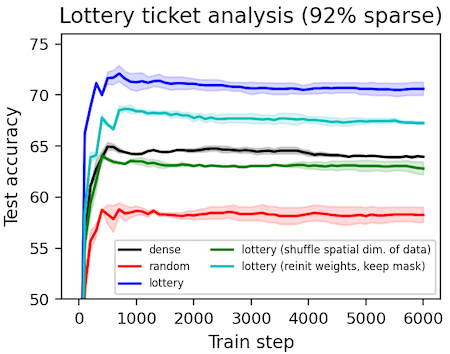 Lottery ticket analysis (92% sparse)
75
70
65
60
55
50
Test accuracy
dense
random
lottery
lottery (shuffle spatial dim. of data)
lottery (reinit weights, keep mask)
0 1000 2000 3000 4000 5000 6000
Train step